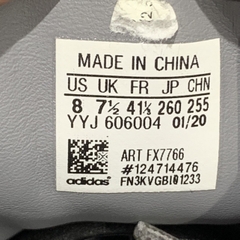 MADE IN CHINA
US UK FR JP CHN
8 7½ 41⅓ 260 255
YYJ 606004 01/20
ART FX7766
#124714476
adidas FN3KVGBI01233